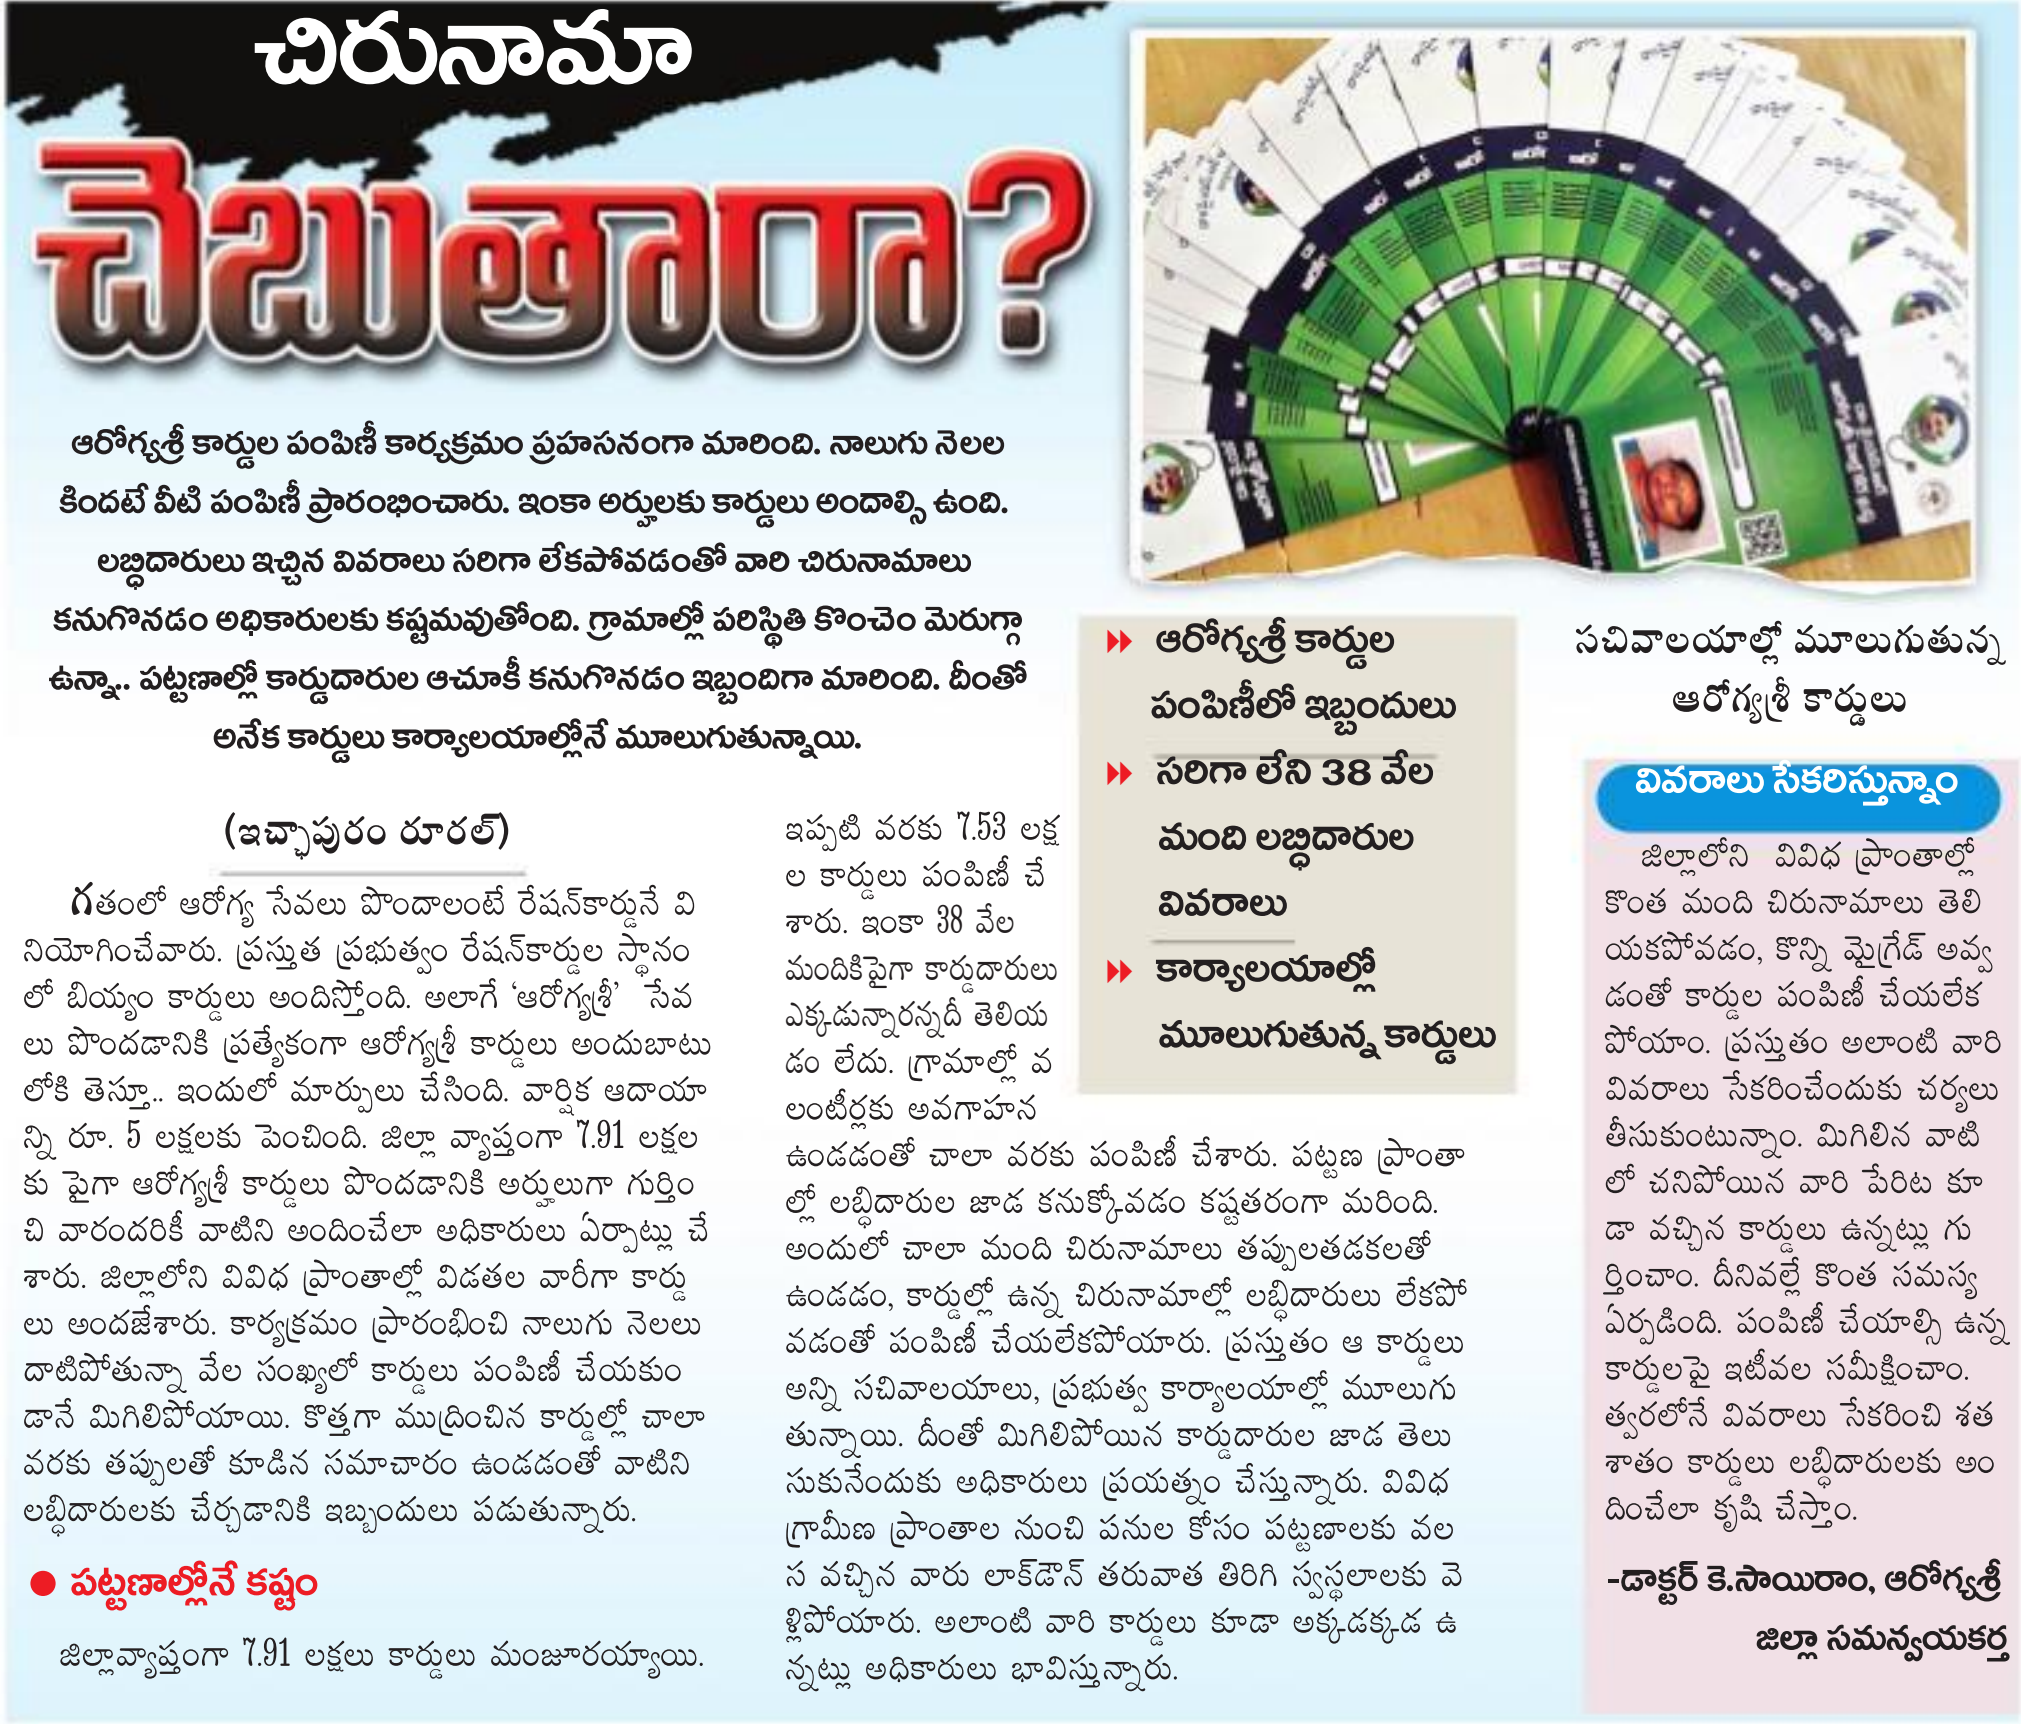 చిరునామా
చెబుతారా?
ఆరోగ్యశ్రీ కార్డుల పంపిణీ కార్యక్రమం ప్రహసనంగా మారింది. నాలుగు నెలల
కిందటే వీటి పంపిణీ ప్రారంభించారు. ఇంకా అర్హులకు కార్డులు అందాల్సి ఉంది.
లబ్ధిదారులు ఇచ్చిన వివరాలు సరిగా లేకపోవడంతో వారి చిరునామాలు
కనుగొనడం అధికారులకు కష్టమవుతోంది. గ్రామాల్లో పరిస్థితి కొంచెం మెరుగ్గా
ఉన్నా.. పట్టణాల్లో కార్డుదారుల ఆచూకీ కనుగొనడం ఇబ్బందిగా మారింది. దీంతో
అనేక కార్డులు కార్యాలయాల్లోనే మూలుగుతున్నాయి.
(ఇచ్ఛాపురం రూరల్)
గతంలో ఆరోగ్య సేవలు పొందాలంటే రేషన్‌కార్డునే వి
నియోగించేవారు. ప్రస్తుత ప్రభుత్వం రేషన్‌కార్డుల స్థానం
లో బియ్యం కార్డులు అందిస్తోంది. అలాగే ‘ఆరోగ్యశ్రీ’ సేవ
లు పొందడానికి ప్రత్యేకంగా ఆరోగ్యశ్రీ కార్డులు అందుబాటు
లోకి తెస్తూ.. ఇందులో మార్పులు చేసింది. వార్షిక ఆదాయా
న్ని రూ. 5 లక్షలకు పెంచింది. జిల్లా వ్యాప్తంగా 7.91 లక్షల
కు పైగా ఆరోగ్యశ్రీ కార్డులు పొందడానికి అర్హులుగా గుర్తిం
చి వారందరికీ వాటిని అందించేలా అధికారులు ఏర్పాట్లు చే
శారు. జిల్లాలోని వివిధ ప్రాంతాల్లో విడతల వారీగా కార్డు
లు అందజేశారు. కార్యక్రమం ప్రారంభించి నాలుగు నెలలు
దాటిపోతున్నా వేల సంఖ్యలో కార్డులు పంపిణీ చేయకుం
డానే మిగిలిపోయాయి. కొత్తగా ముద్రించిన కార్డుల్లో చాలా
వరకు తప్పులతో కూడిన సమాచారం ఉండడంతో వాటిని
లబ్ధిదారులకు చేర్చడానికి ఇబ్బందులు పడుతున్నారు.
● పట్టణాల్లోనే కష్టం
జిల్లావ్యాప్తంగా 7.91 లక్షలు కార్డులు మంజూరయ్యాయి.
ఇప్పటి వరకు 7.53 లక్ష
ల కార్డులు పంపిణీ చే
శారు. ఇంకా 38 వేల
మందికిపైగా కార్డుదారులు
ఎక్కడున్నారన్నదీ తెలియ
డం లేదు. గ్రామాల్లో వ
లంటీర్లకు అవగాహన
ఉండడంతో చాలా వరకు పంపిణీ చేశారు. పట్టణ ప్రాంతా
ల్లో లబ్ధిదారుల జాడ కనుక్కోవడం కష్టతరంగా మరింది.
అందులో చాలా మంది చిరునామాలు తప్పులతడకలతో
ఉండడం, కార్డుల్లో ఉన్న చిరునామాల్లో లబ్ధిదారులు లేకపో
వడంతో పంపిణీ చేయలేకపోయారు. ప్రస్తుతం ఆ కార్డులు
అన్ని సచివాలయాలు, ప్రభుత్వ కార్యాలయాల్లో మూలుగు
తున్నాయి. దీంతో మిగిలిపోయిన కార్డుదారుల జాడ తెలు
సుకునేందుకు అధికారులు ప్రయత్నం చేస్తున్నారు. వివిధ
గ్రామీణ ప్రాంతాల నుంచి పనుల కోసం పట్టణాలకు వల
స వచ్చిన వారు లాక్‌డౌన్ తరువాత తిరిగి స్వస్థలాలకు వె
ళ్లిపోయారు. అలాంటి వారి కార్డులు కూడా అక్కడక్కడ ఉ
న్నట్లు అధికారులు భావిస్తున్నారు.
ఆరోగ్యశ్రీ కార్డుల
పంపిణీలో ఇబ్బందులు
సరిగా లేని 38 వేల
మంది లబ్ధిదారుల
వివరాలు
కార్యాలయాల్లో
మూలుగుతున్న కార్డులు
సచివాలయాల్లో మూలుగుతున్న
ఆరోగ్యశ్రీ కార్డులు
వివరాలు సేకరిస్తున్నాం
జిల్లాలోని వివిధ ప్రాంతాల్లో
కొంత మంది చిరునామాలు తెలి
యకపోవడం, కొన్ని మైగ్రేడ్ అవ్వ
డంతో కార్డుల పంపిణీ చేయలేక
పోయాం. ప్రస్తుతం అలాంటి వారి
వివరాలు సేకరించేందుకు చర్యలు
తీసుకుంటున్నాం. మిగిలిన వాటి
లో చనిపోయిన వారి పేరిట కూ
డా వచ్చిన కార్డులు ఉన్నట్లు గు
ర్తించాం. దీనివల్లే కొంత సమస్య
ఏర్పడింది. పంపిణీ చేయాల్సి ఉన్న
కార్డులపై ఇటీవల సమీక్షించాం.
త్వరలోనే వివరాలు సేకరించి శత
శాతం కార్డులు లబ్ధిదారులకు అం
దించేలా కృషి చేస్తాం.
-డాక్టర్ కె.సాయిరాం, ఆరోగ్యశ్రీ
జిల్లా సమన్వయకర్త